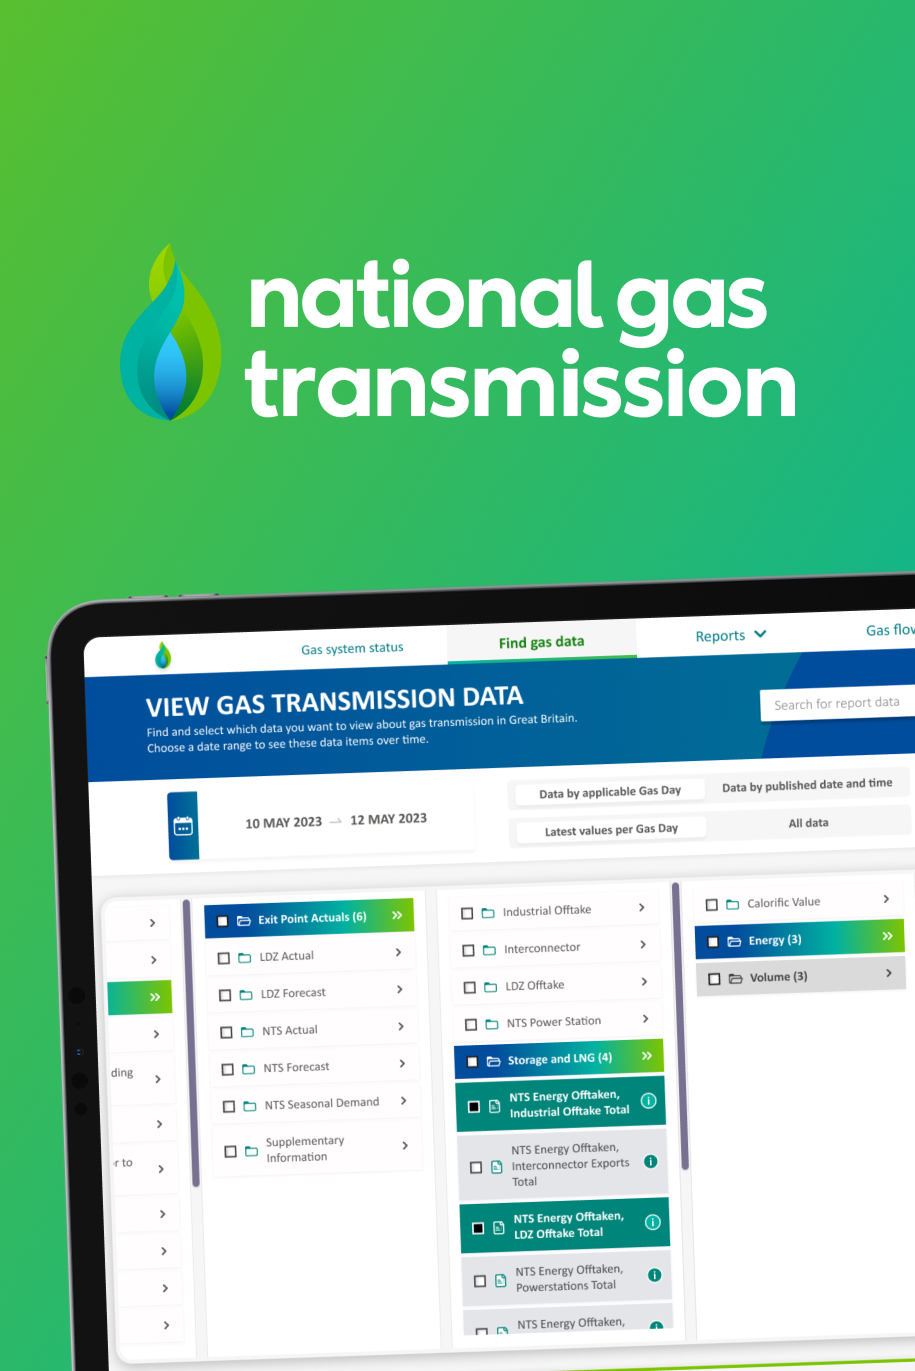 national gas
transmission
Gas system status
Find gas data
Reports
Gas
VIEW GAS TRANSMISSION DATA
Find and select which data you want to view about gas transmission in Great Britain.
Choose a date range to see these data items over time.
Search for report data
10 MAY 2023
12 MAY 2023
Data by applicable Gas Day
Data by published date and time
Latest values per Gas Day
All data
ding
r to
Exit Point Actuals (6)
LDZ Actual
LDZ Forecast
NTS Actual
NTS Forecast
NTS Seasonal Demand
Supplementary
Information
Industrial Offtake
Interconnector
LDZ Offtake
NTS Power Station
Storage and LNG (4)
NTS Energy Offtaken,
Industrial Offtake Total
NTS Energy Offtaken,
Interconnector Exports
Total
NTS Energy Offtaken,
LDZ Offtake Total
NTS Energy Offtaken,
Powerstations Total
NTS Energy Offtaken,
Calorific Value
Energy (3)
Volume (3)